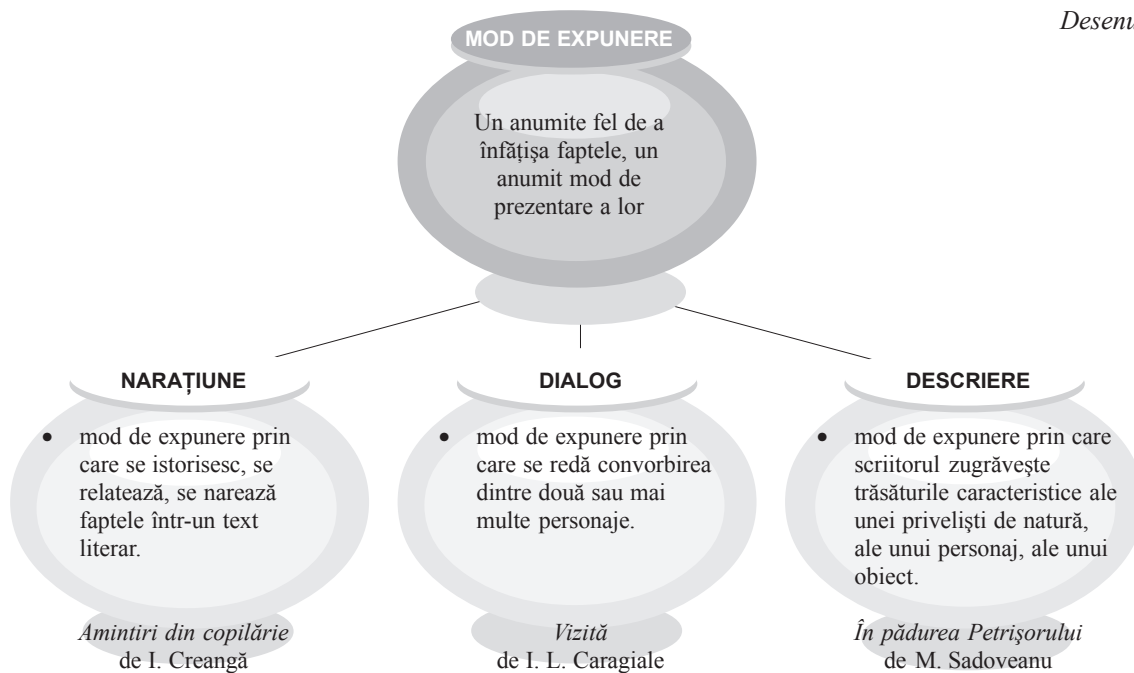 Desenu
MOD DE EXPUNERE
Un anumite fel de a
înfățișa faptele, un
anumit mod de
prezentare a lor
NARAȚIUNE
• mod de expunere prin
care se istorisesc, se
relatează, se narează
faptele într-un text
literar.
Amintiri din copilărie
de I. Creangă
DIALOG
• mod de expunere prin
care se redă convorbirea
dintre două sau mai
multe personaje.
Vizită
de I. L. Caragiale
DESCRIERE
• mod de expunere prin care
scriitorul zugrăvește
trăsăturile caracteristice ale
unei priveliști de natură,
ale unui personaj, ale unui
obiect.
În pădurea Petrișorului
de M. Sadoveanu